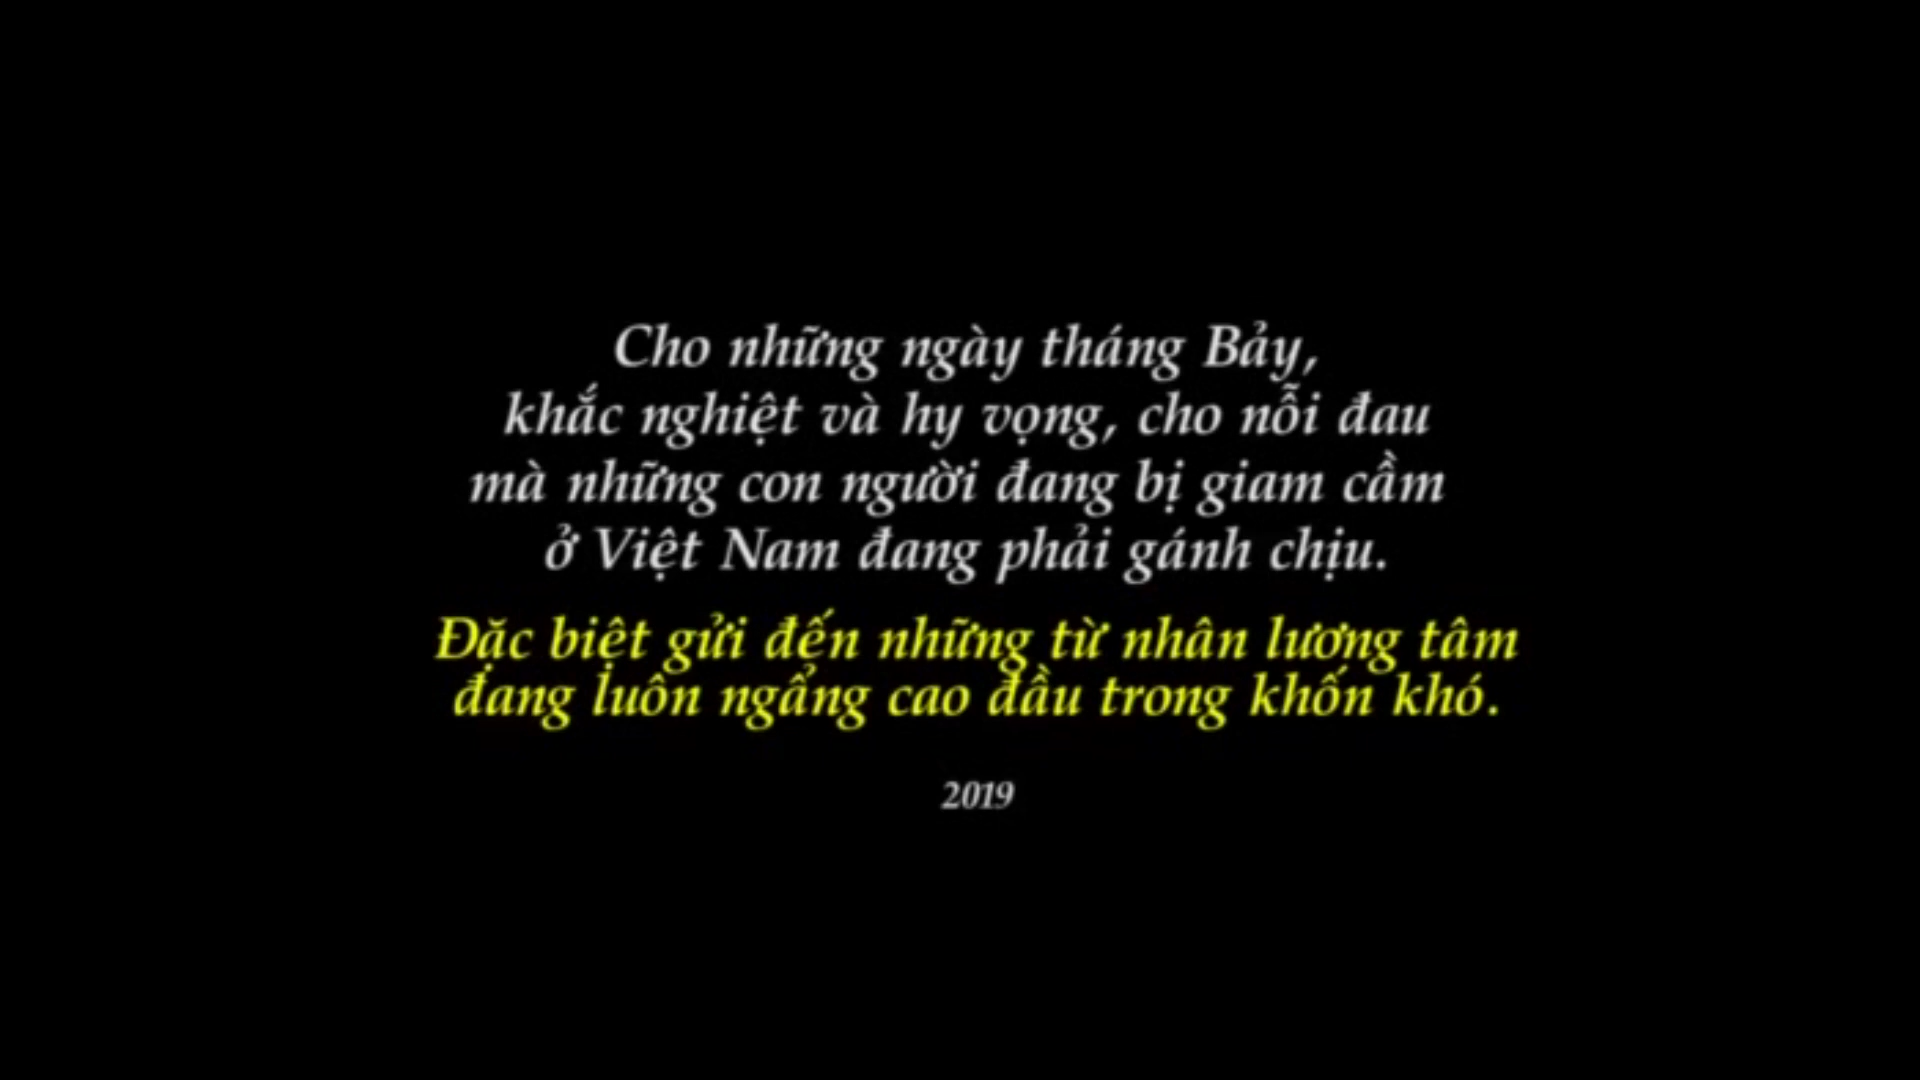 Cho những ngày tháng Bảy,
khắc nghiệt và hy vọng, cho nỗi đau
mà những con người đang bị giam cầm
ở Việt Nam đang phải gánh chịu.
Đặc biệt gửi đến những từ nhân lương tâm
đang luôn ngẩng cao đầu trong khốn khó.
2019